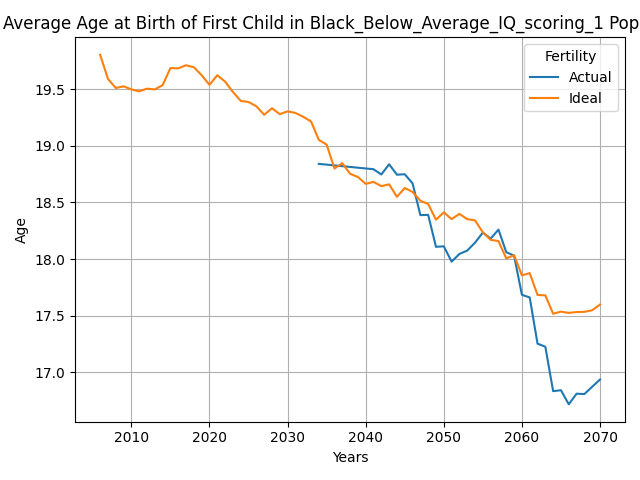 Average Age at Birth of First Child in Black_Below_Average_IQ_scoring_1 Pop
Fertility
Actual
Ideal
Age
19.5
19.0
18.5
18.0
17.5
17.0
2010 2020 2030 2040 2050 2060 2070
Years